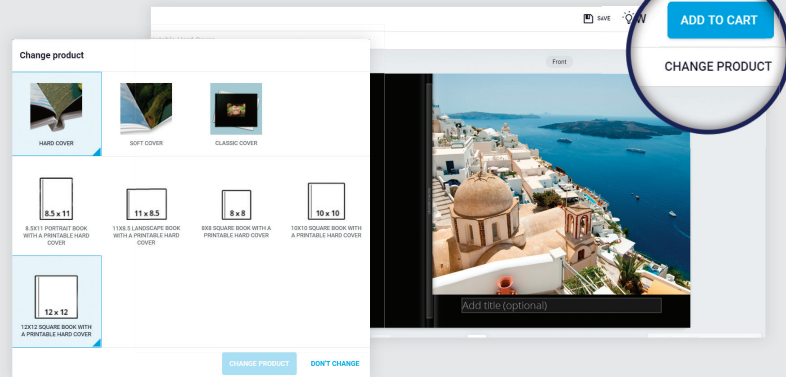 SAVE
ADD TO CART
CHANGE PRODUCT
Front
Change product
HARD COVER
SOFT COVER
CLASSIC COVER
8.5 x 11
11 x 8.5
8 x 8
10 x 10
8.5X11 PORTRAIT BOOK
WITH A PRINTABLE HARD
COVER
11X8.5 LANDSCAPE BOOK
WITH A PRINTABLE HARD
COVER
8X8 SQUARE BOOK WITH A
PRINTABLE HARD COVER
10X10 SQUARE BOOK WITH
A PRINTABLE HARD COVER
12 x 12
12X12 SQUARE BOOK WITH
A PRINTABLE HARD COVER
Add title (optional)
CHANGE PRODUCT
DON'T CHANGE